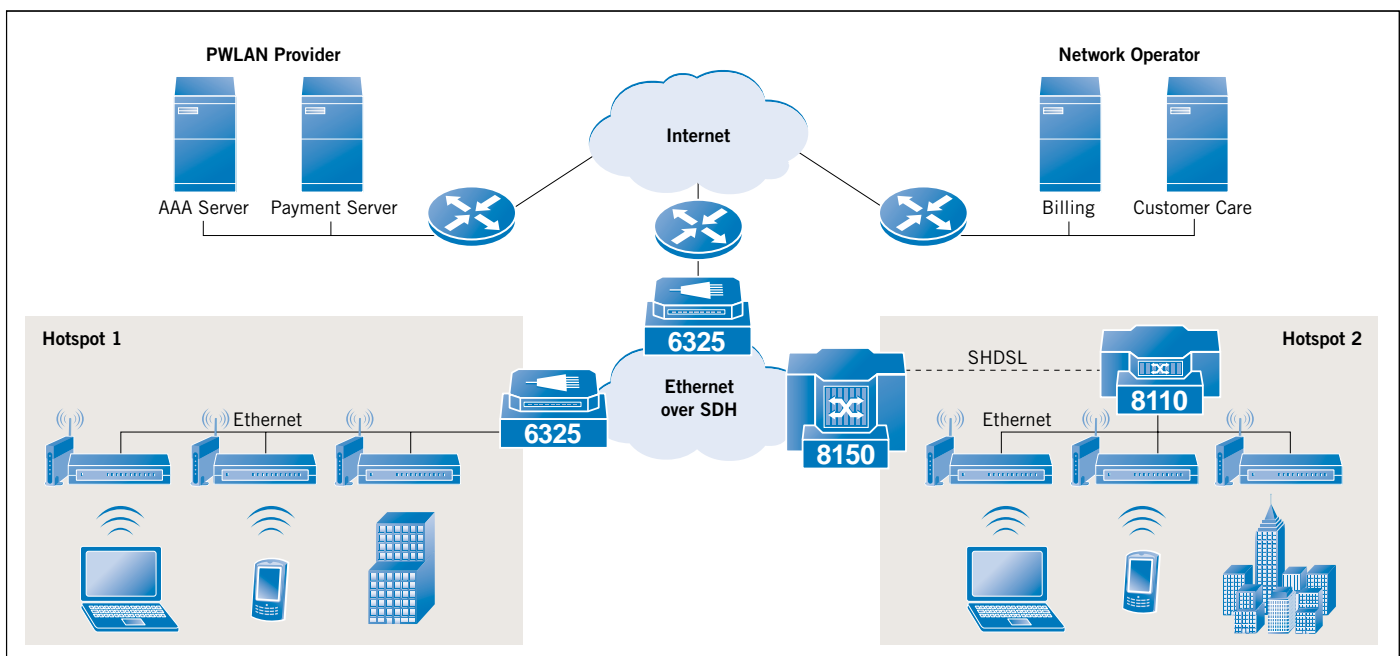 PWLAN Provider
Network Operator
Internet
AAA Server
Payment Server
Billing
Customer Care
Hotspot 1
6325
Hotspot 2
SHDSL
Ethernet
over SDH
8110
Ethernet
6325
8150
Ethernet